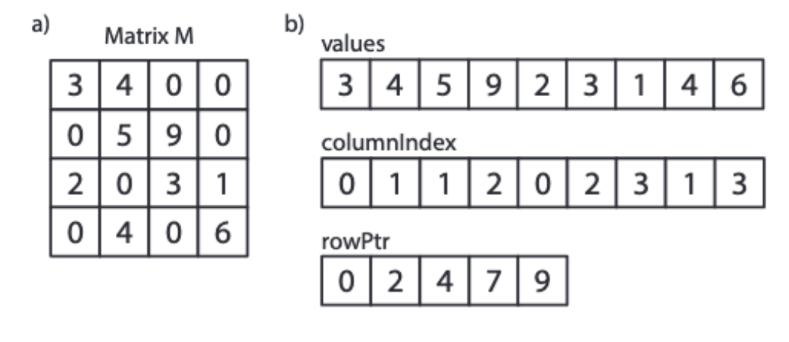 a)
Matrix M
3 4 0 0
0 5 9 0
2 0 3 1
0 4 0 6
b)
values
3 4 5 9 2 3 1 4 6
columnIndex
0 1 1 2 0 2 3 1 3
rowPtr
0 2 4 7 9